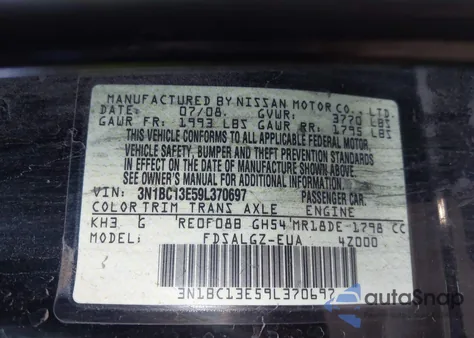 MANUFACTURED BY NISSAN MOTOR CO., LTD.
DATE: 07/08. GVWR: 3770 LBS
GAWR FR: 1993 LBS GAWR RR: 1795 LBS
THIS VEHICLE CONFORMS TO ALL APPLICABLE FEDERAL MOTOR
VEHICLE SAFETY, BUMPER AND THEFT PREVENTION STANDARDS
IN EFFECT ON THE DATE OF MANUFACTURE SHOWN ABOVE.
SEE OWNER'S MANUAL FOR ADDITIONAL INFORMATION
VIN: 3N1BC13E59L370697 PASSENGER CAR.
COLOR TRIM TRANS AXLE ENGINE
KH3 G RE0F08B GH54 MR18DE-1798 CC
MODEL: FDSALGZ-EUA 4Z000
3N1BC13E59L370697
autoSnap